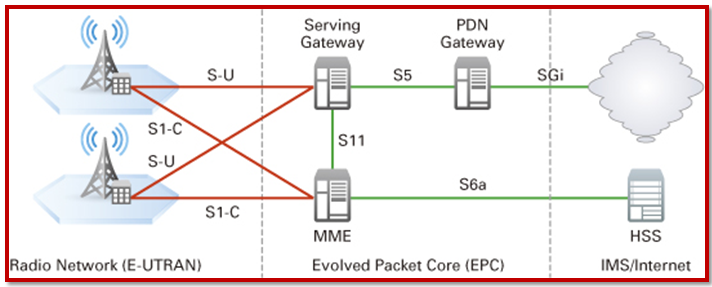 Serving
Gateway
PDN
Gateway
S-U
S5
SGi
S1-C
S11
S-U
S6a
S1-C
MME
HSS
Radio Network (E-UTRAN)
Evolved Packet Core (EPC)
IMS/Internet